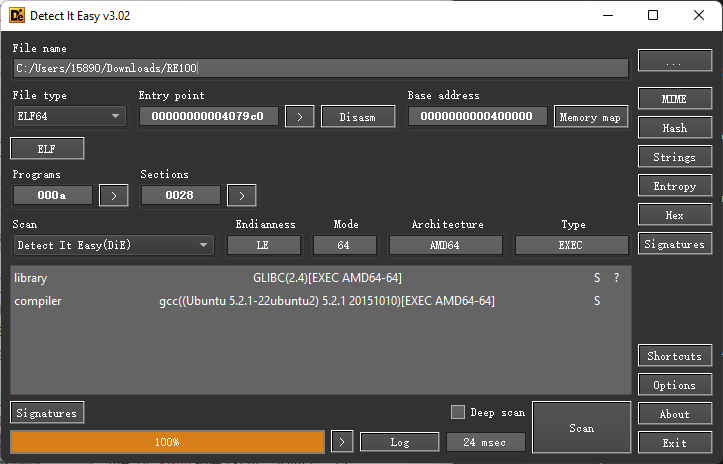 Detect It Easy v3.02
File name
C:/Users/15890/Downloads/RE100
...
File type
Entry point
Base address
ELF64
00000000004079c0
>
Disasm
0000000000400000
Memory map
MIME
Hash
ELF
Strings
Programs
Sections
000a
>
0028
>
Entropy
Hex
Scan
Endianness
Mode
Architecture
Type
Detect It Easy(DiE)
LE
64
AMD64
EXEC
Signatures
library
GLIBC(2.4)[EXEC AMD64-64]
S
?
compiler
gcc((Ubuntu 5.2.1-22ubuntu2) 5.2.1 20151010)[EXEC AMD64-64]
S
Shortcuts
Options
Signatures
Deep scan
Scan
About
100%
>
Log
24 msec
Exit